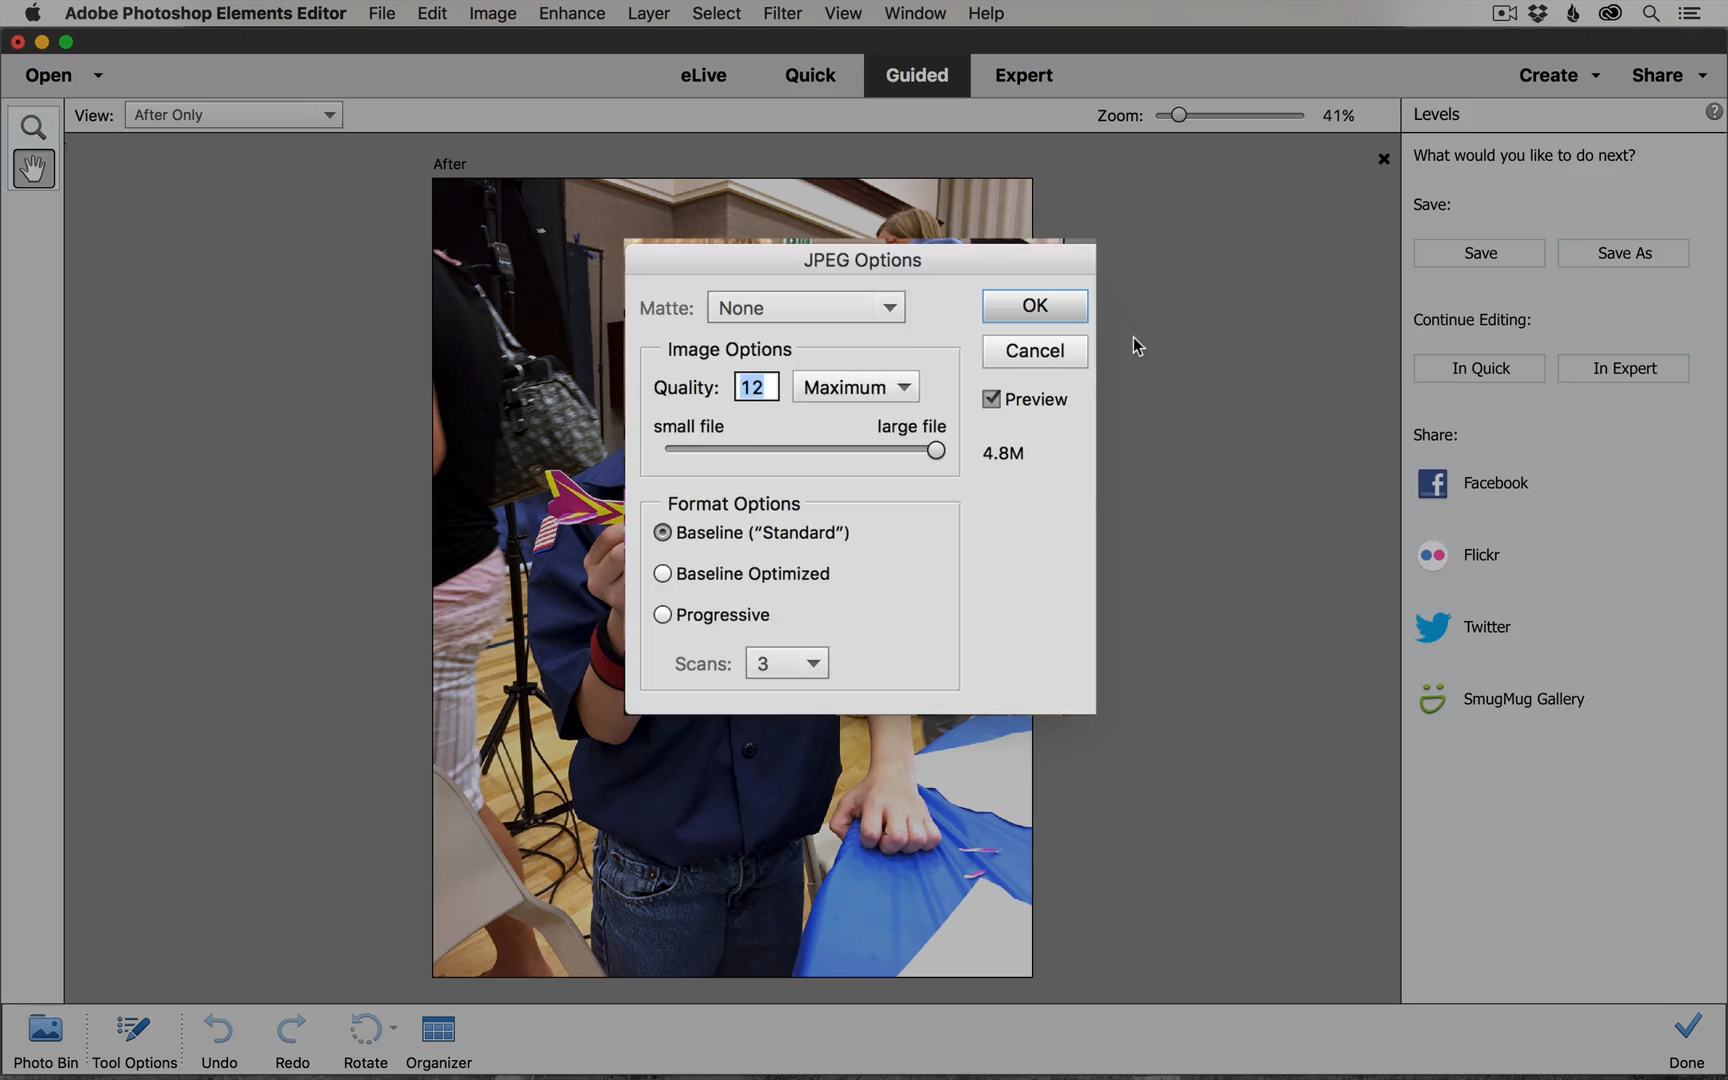 Adobe Photoshop Elements Editor File Edit Image Enhance Layer Select Filter View Window Help
Open eLive Quick Guided Expert Create Share
View: After Only Zoom: 41% Levels
After
What would you like to do next?
Save:
Save Save As
Continue Editing:
In Quick In Expert
Share:
Facebook
Flickr
Twitter
SmugMug Gallery
JPEG Options
Matte: None OK
Cancel
Image Options
Quality: 12 Maximum Preview
small file large file
4.8M
Format Options
Baseline (“Standard”)
Baseline Optimized
Progressive
Scans: 3
Photo Bin Tool Options Undo Redo Rotate Organizer Done